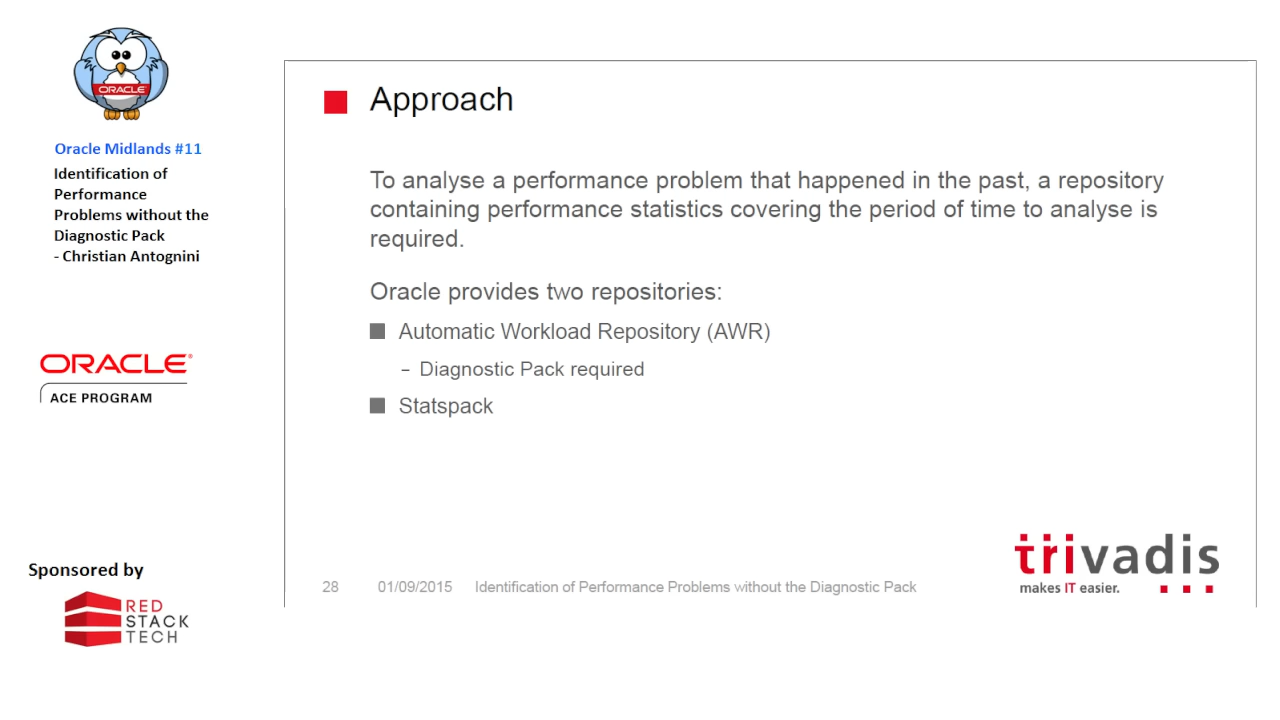 ORACLE
Oracle Midlands #11
Identification of
Performance
Problems without the
Diagnostic Pack
- Christian Antognini
ORACLE®
ACE PROGRAM
Sponsored by
RED
STACK
TECH
Approach
To analyse a performance problem that happened in the past, a repository
containing performance statistics covering the period of time to analyse is
required.
Oracle provides two repositories:
Automatic Workload Repository (AWR)
– Diagnostic Pack required
Statspack
trivadis
makes IT easier.
28 01/09/2015 Identification of Performance Problems without the Diagnostic Pack